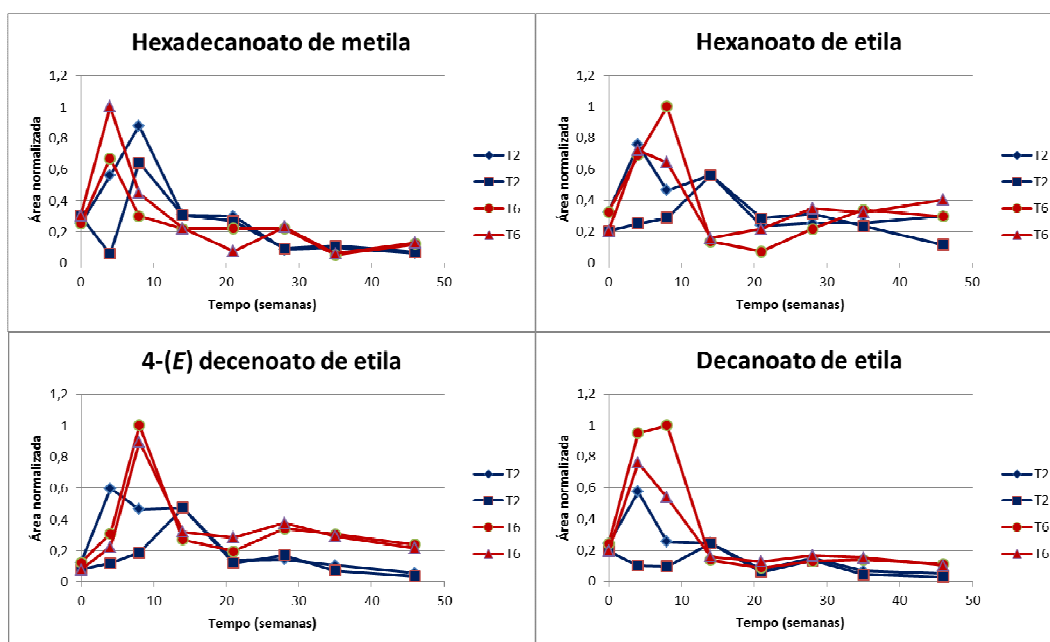 Hexadecanoato de metila
Área normalizada
1,2
1
0,8
0,6
0,4
0,2
0
0 10 20 30 40 50
Tempo (semanas)
T2
T2
T6
T6
Hexanoato de etila
Área normalizada
1,2
1
0,8
0,6
0,4
0,2
0
0 10 20 30 40 50
Tempo (semanas)
T2
T2
T6
T6
4-(E) decenoato de etila
Área normalizada
1,2
1
0,8
0,6
0,4
0,2
0
0 10 20 30 40 50
Tempo (semanas)
T2
T2
T6
T6
Decanoato de etila
Área normalizada
1,2
1
0,8
0,6
0,4
0,2
0
0 10 20 30 40 50
Tempo (semanas)
T2
T2
T6
T6